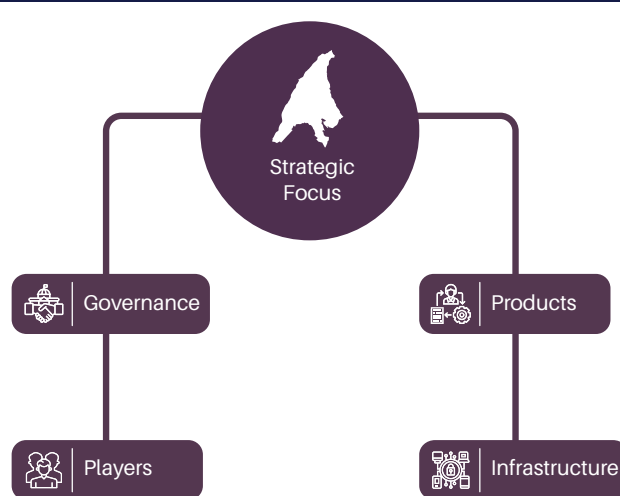 Strategic
Focus
Governance
Products
Players
Infrastructure